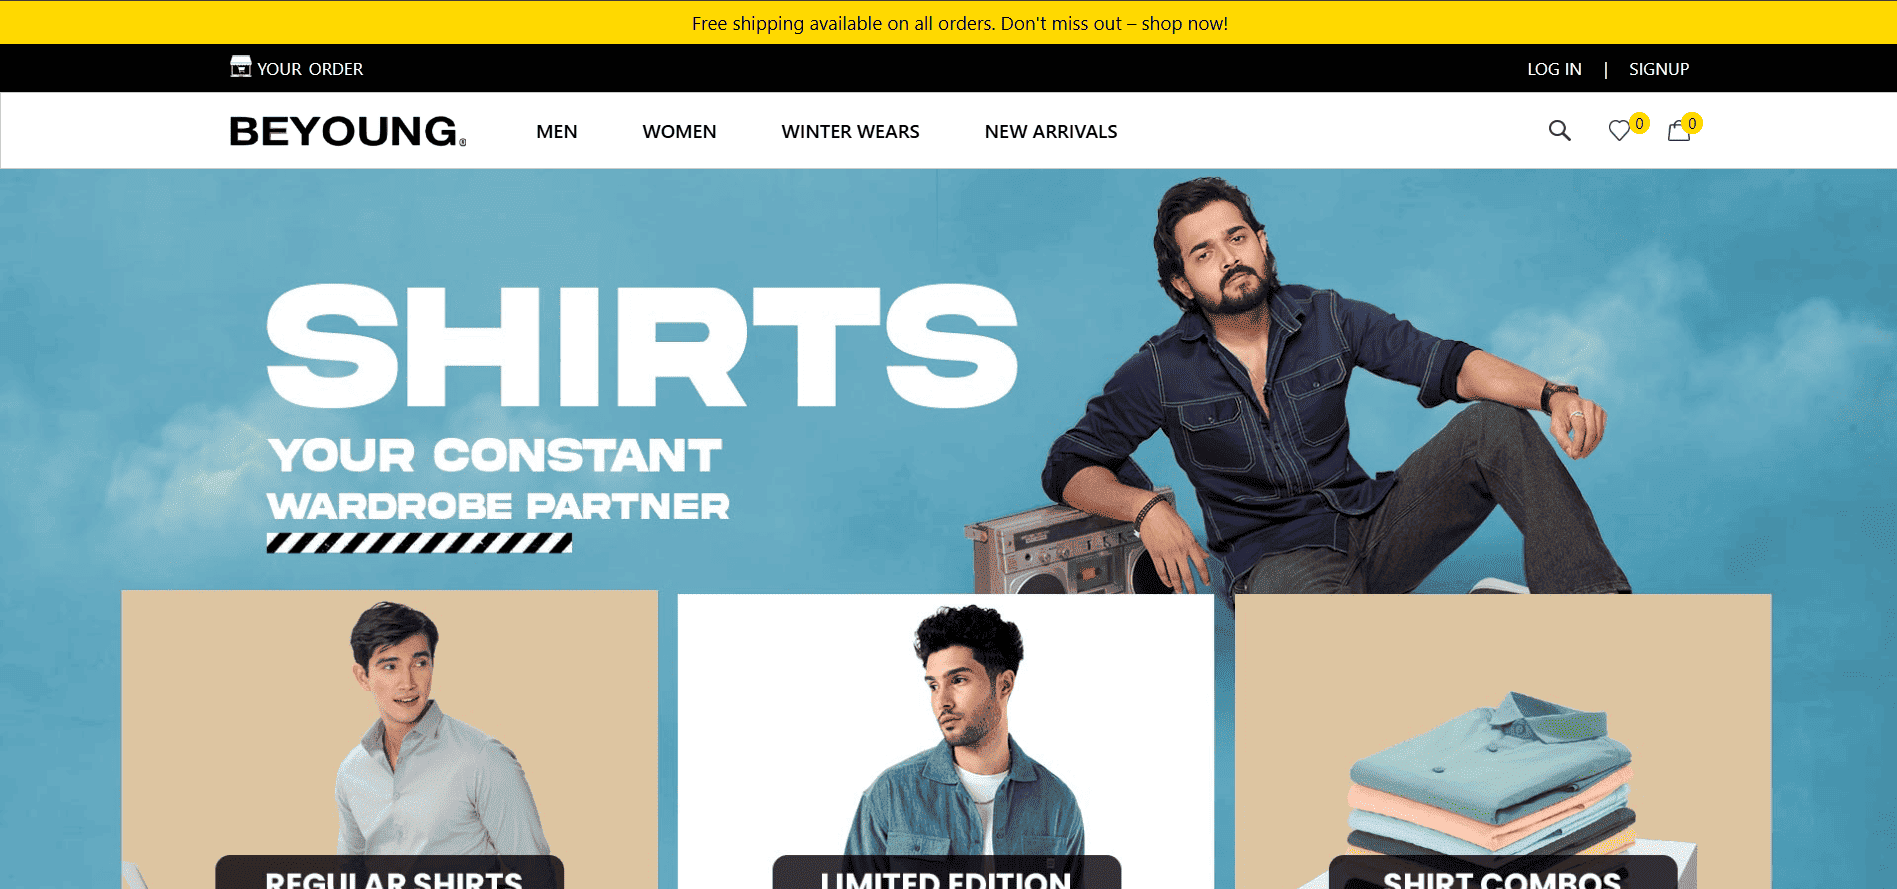 Free shipping available on all orders. Don't miss out – shop now!
YOUR ORDER
LOG IN | SIGNUP
BEYOUNG®
MEN WOMEN WINTER WEARS NEW ARRIVALS
0 0
SHIRTS
YOUR CONSTANT
WARDROBE PARTNER
REGULAR SHIRTS
LIMITED EDITION
SHIRT COMBOS